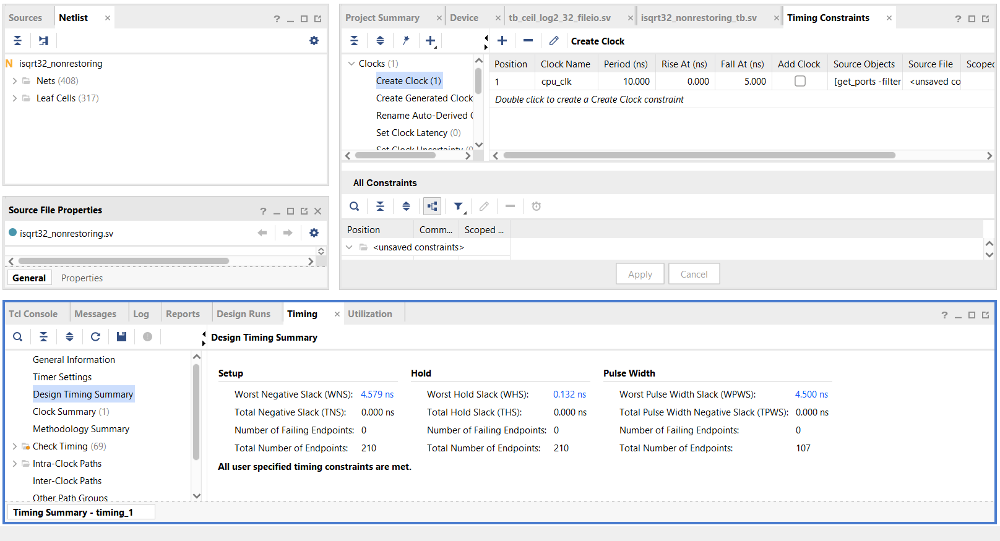 Sources
Netlist
isqrt32_nonrestoring
Nets (408)
Leaf Cells (317)
Source File Properties
isqrt32_nonrestoring.sv
General
Properties
Project Summary
Device
tb_ceil_log2_32_fileio.sv
isqrt32_nonrestoring_tb.sv
Timing Constraints
Create Clock
Clocks (1)
Create Clock (1)
Create Generated Clock
Rename Auto-Derived C
Set Clock Latency (0)
Set Clock Uncertainty (0
Position Clock Name Period (ns) Rise At (ns) Fall At (ns) Add Clock Source Objects Source File Scoped
1 cpu_clk 10.000 0.000 5.000 [get_ports -filter <unsaved co
Double click to create a Create Clock constraint
All Constraints
Position Comm... Scoped ...
<unsaved constraints>
Apply
Cancel
Tcl Console
Messages
Log
Reports
Design Runs
Timing
Utilization
Design Timing Summary
General Information
Timer Settings
Design Timing Summary
Clock Summary (1)
Methodology Summary
Check Timing (69)
Intra-Clock Paths
Inter-Clock Paths
Other Path Groups
Setup
Worst Negative Slack (WNS): 4.579 ns
Total Negative Slack (TNS): 0.000 ns
Number of Failing Endpoints: 0
Total Number of Endpoints: 210
Hold
Worst Hold Slack (WHS): 0.132 ns
Total Hold Slack (THS): 0.000 ns
Number of Failing Endpoints: 0
Total Number of Endpoints: 210
Pulse Width
Worst Pulse Width Slack (WPWS): 4.500 ns
Total Pulse Width Negative Slack (TPWS): 0.000 ns
Number of Failing Endpoints: 0
Total Number of Endpoints: 107
All user specified timing constraints are met.
Timing Summary - timing_1